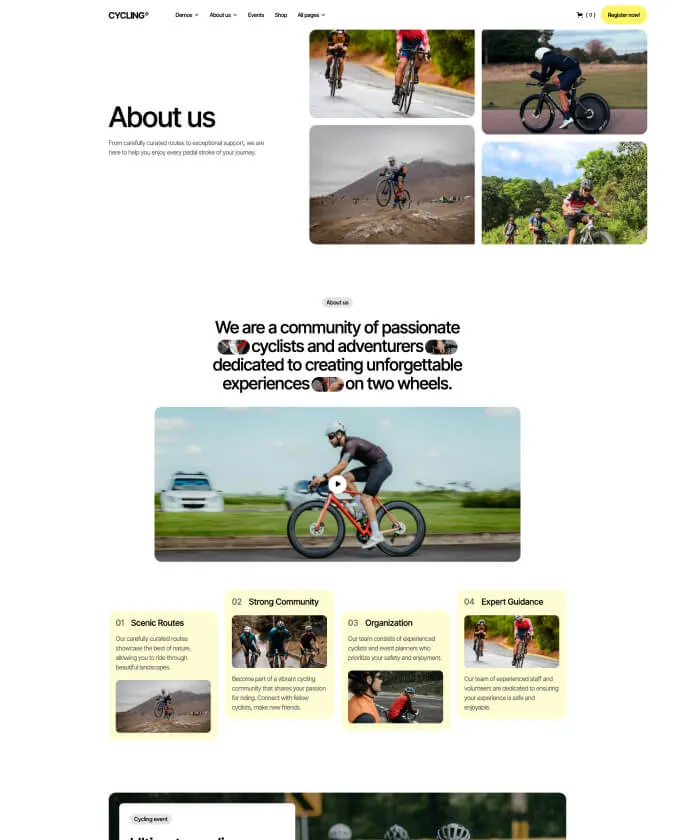 CYCLING®
Demos About us Events Shop All pages ( 0 ) Register now!
About us
From carefully curated routes to exceptional support, we are
here to help you enjoy every pedal stroke of your journey.
About us
We are a community of passionate
cyclists and adventurers
dedicated to creating unforgettable
experiences on two wheels.
01 Scenic Routes
Our carefully curated routes
showcase the best of nature,
allowing you to ride through
beautiful landscapes.
02 Strong Community
Become part of a vibrant cycling
community that shares your passion
for riding. Connect with fellow
cyclists, make new friends.
03 Organization
Our team consists of experienced
cyclists and event planners who
prioritize your safety and enjoyment.
04 Expert Guidance
Our team of experienced staff and
volunteers are dedicated to ensuring
your experience is safe and
enjoyable.
Cycling event